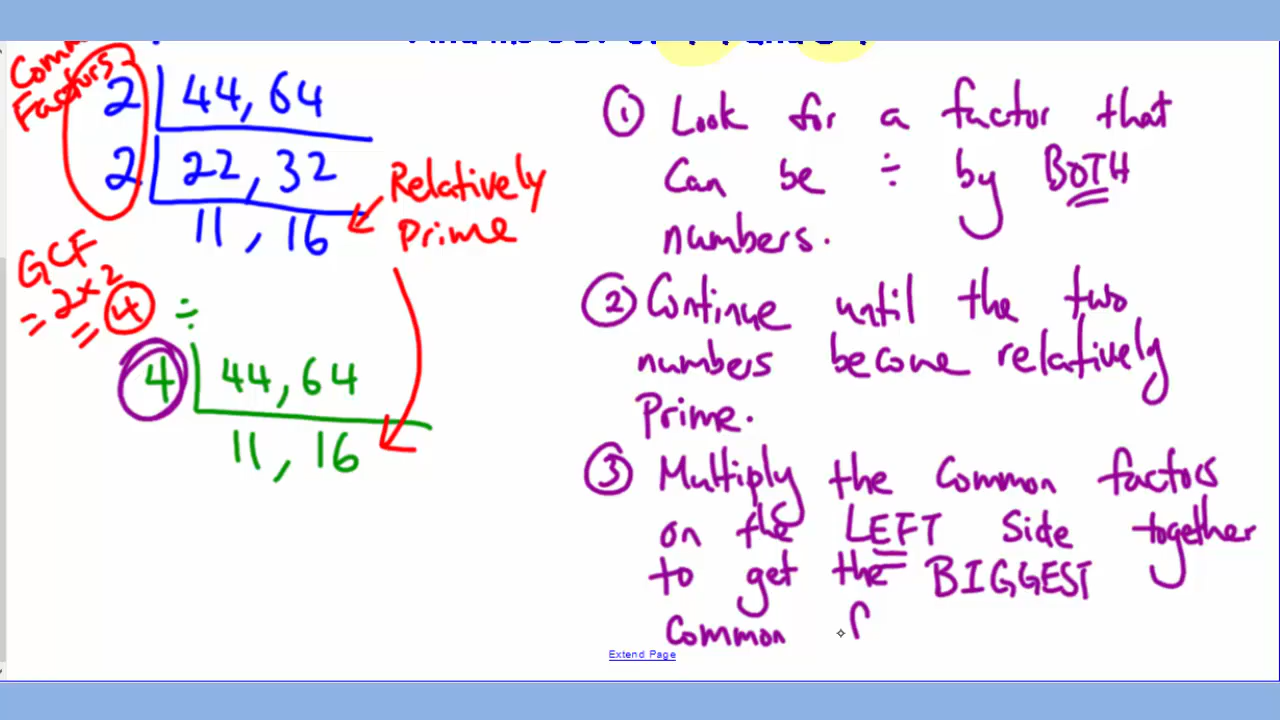 Factors
2 44, 64
2 22, 32
11, 16
Relatively
Prime
GCF
= 2 x 2
= 4
÷
4 44, 64
11, 16
① Look for a factor that
Can be ÷ by BOTH
numbers.
② Continue until the two
numbers become relatively
Prime.
③ Multiply the Common factors
on the LEFT Side together
to get the BIGGEST
Common f
Extend Page